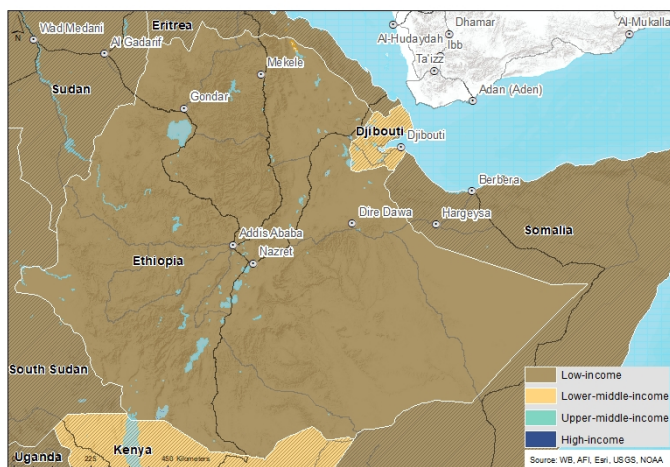 Eritrea
Wad Medani
Al Gadarif
N
Sudan
Mekele
Gondar
Dhamar
Al-Hudaydah
Ibb
Ta'izz
Al-Mukalla
Adan (Aden)
Djibouti
Djibouti
Berbera
Dire Dawa
Hargeysa
Somalia
Addis Ababa
Nazret
Ethiopia
South Sudan
Uganda
Kenya
225
450 Kilometers
Low-income
Lower-middle-income
Upper-middle-income
High-income
Source: WB, AFI, Esri, USGS, NOAA